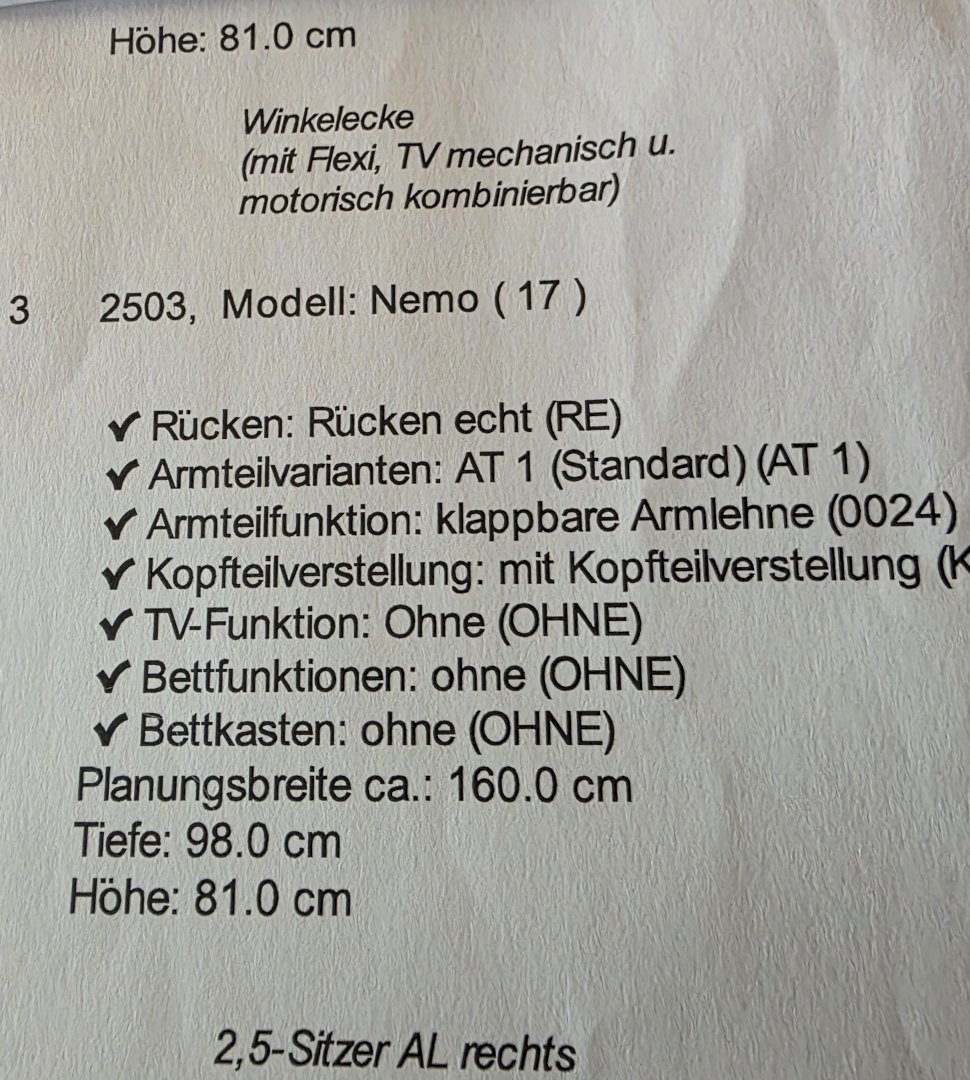 Höhe: 81.0 cm
Winkelecke
(mit Flexi, TV mechanisch u.
motorisch kombinierbar)
3 2503, Modell: Nemo ( 17 )
✔ Rücken: Rücken echt (RE)
✔ Armteilvarianten: AT 1 (Standard) (AT 1)
✔ Armteilfunktion: klappbare Armlehne (0024)
✔ Kopfteilverstellung: mit Kopfteilverstellung (K
✔ TV-Funktion: Ohne (OHNE)
✔ Bettfunktionen: ohne (OHNE)
✔ Bettkasten: ohne (OHNE)
Planungsbreite ca.: 160.0 cm
Tiefe: 98.0 cm
Höhe: 81.0 cm
2,5-Sitzer AL rechts